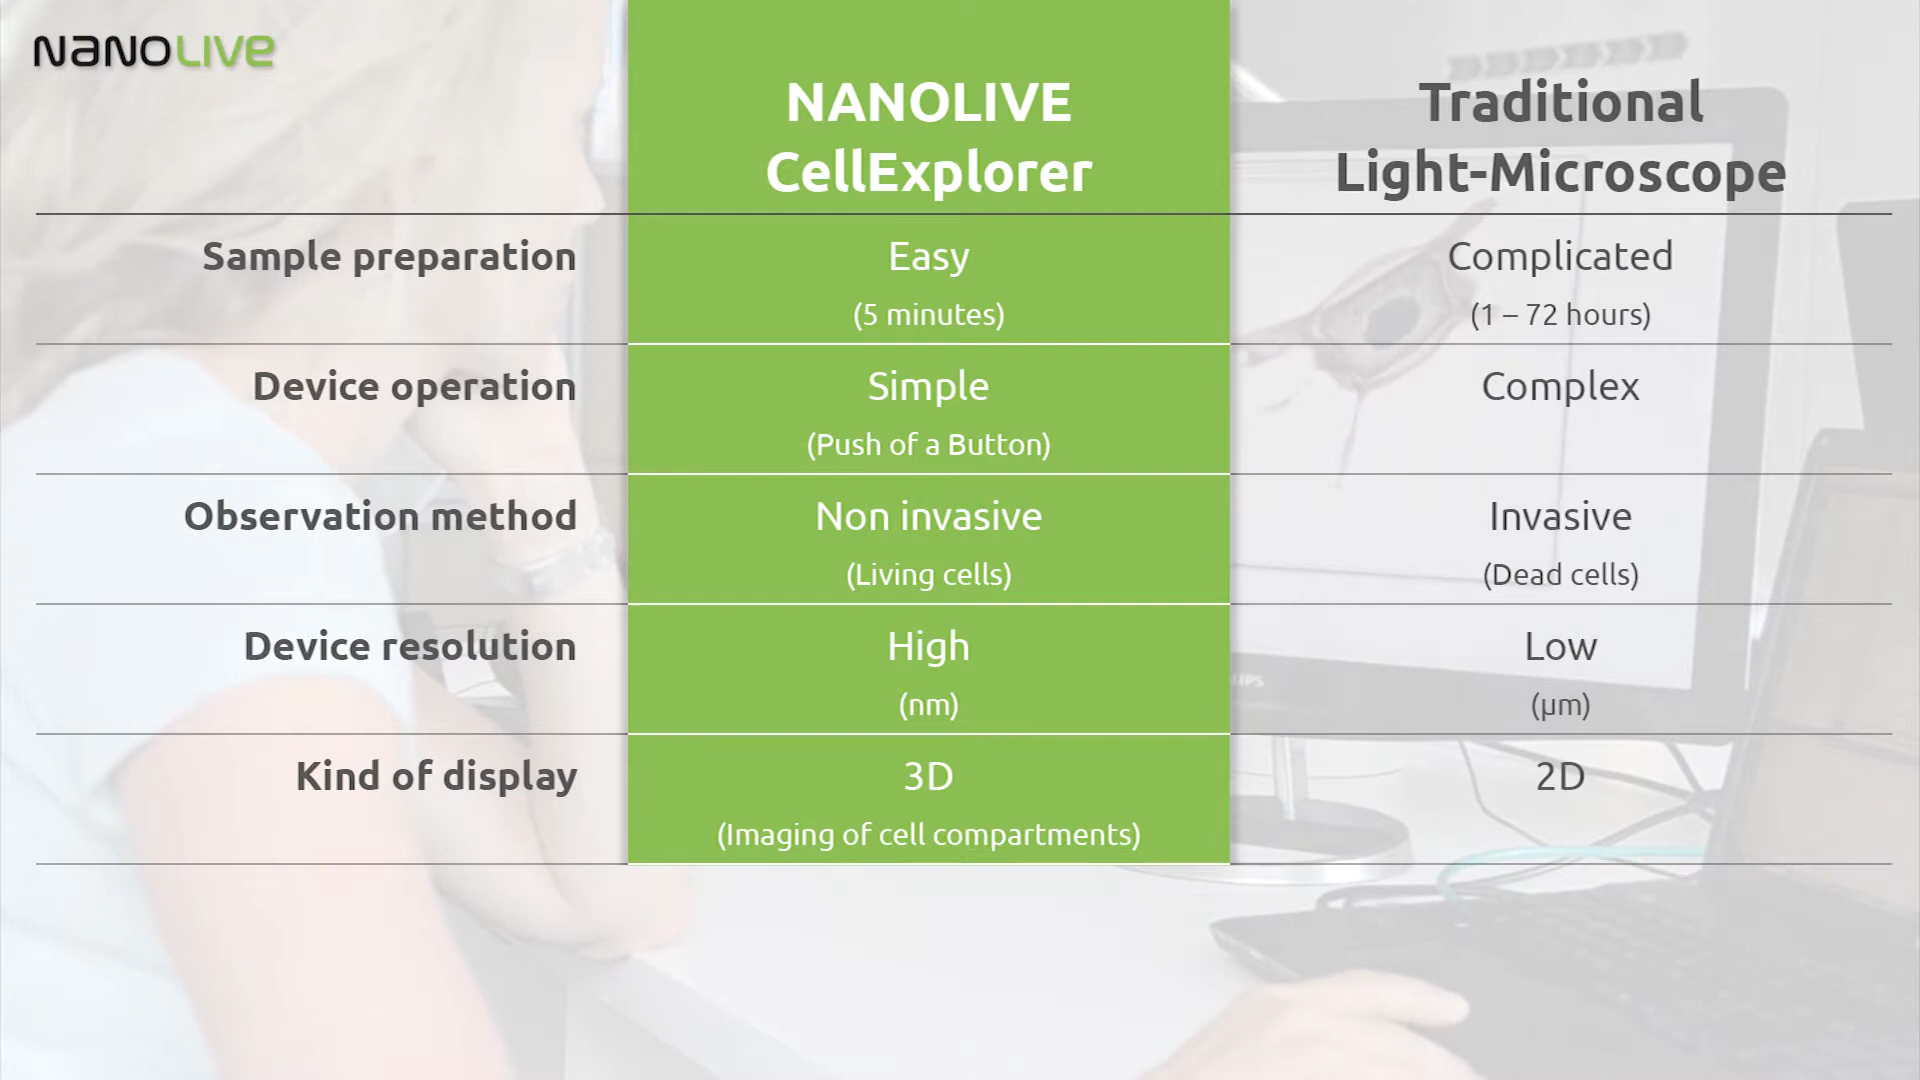 NANOLIVE
NANOLIVE
CellExplorer
Traditional
Light-Microscope
Sample preparation
Easy
(5 minutes)
Complicated
(1 – 72 hours)
Device operation
Simple
(Push of a Button)
Complex
Observation method
Non invasive
(Living cells)
Invasive
(Dead cells)
Device resolution
High
(nm)
Low
(µm)
Kind of display
3D
(Imaging of cell compartments)
2D